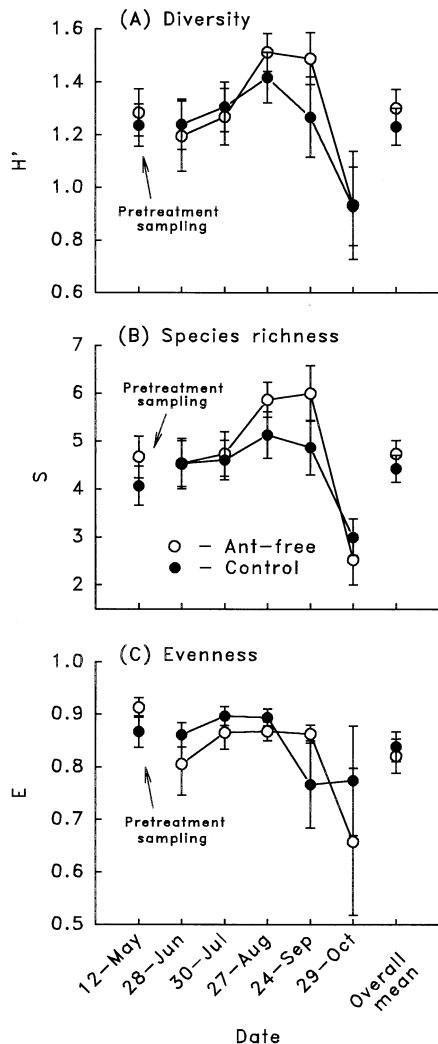 (A) Diversity
1.6
1.4
1.2
1.0
0.8
0.6
H'
Pretreatment
sampling
(B) Species richness
7
6
5
4
3
2
S
Pretreatment
sampling
○ – Ant-free
● – Control
(C) Evenness
1.0
0.9
0.8
0.7
0.6
0.5
E
Pretreatment
sampling
12-May
28-Jun
30-Jul
27-Aug
24-Sep
29-Oct
Overall
mean
Date